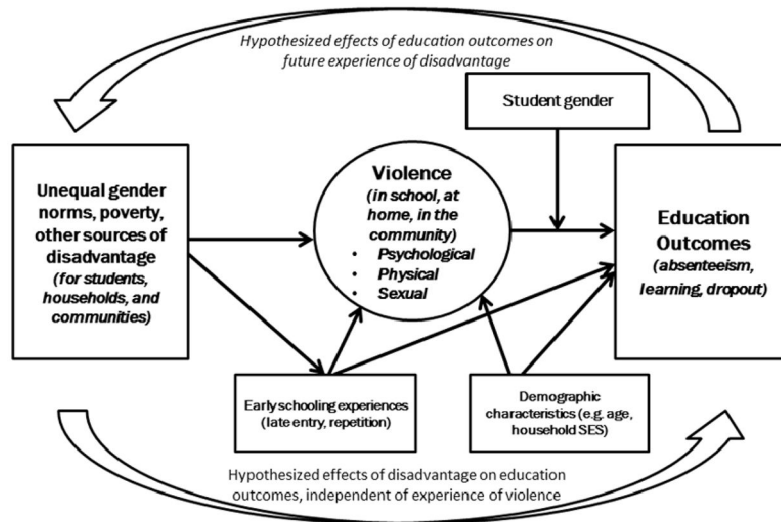 Hypothesized effects of education outcomes on
future experience of disadvantage
Student gender
Unequal gender
norms, poverty,
other sources of
disadvantage
(for students,
households, and
communities)
Violence
(in school, at
home, in the
community)
• Psychological
• Physical
• Sexual
Education
Outcomes
(absenteeism,
learning, dropout)
Early schooling experiences
(late entry, repetition)
Demographic
characteristics (e.g. age,
household SES)
Hypothesized effects of disadvantage on education
outcomes, independent of experience of violence